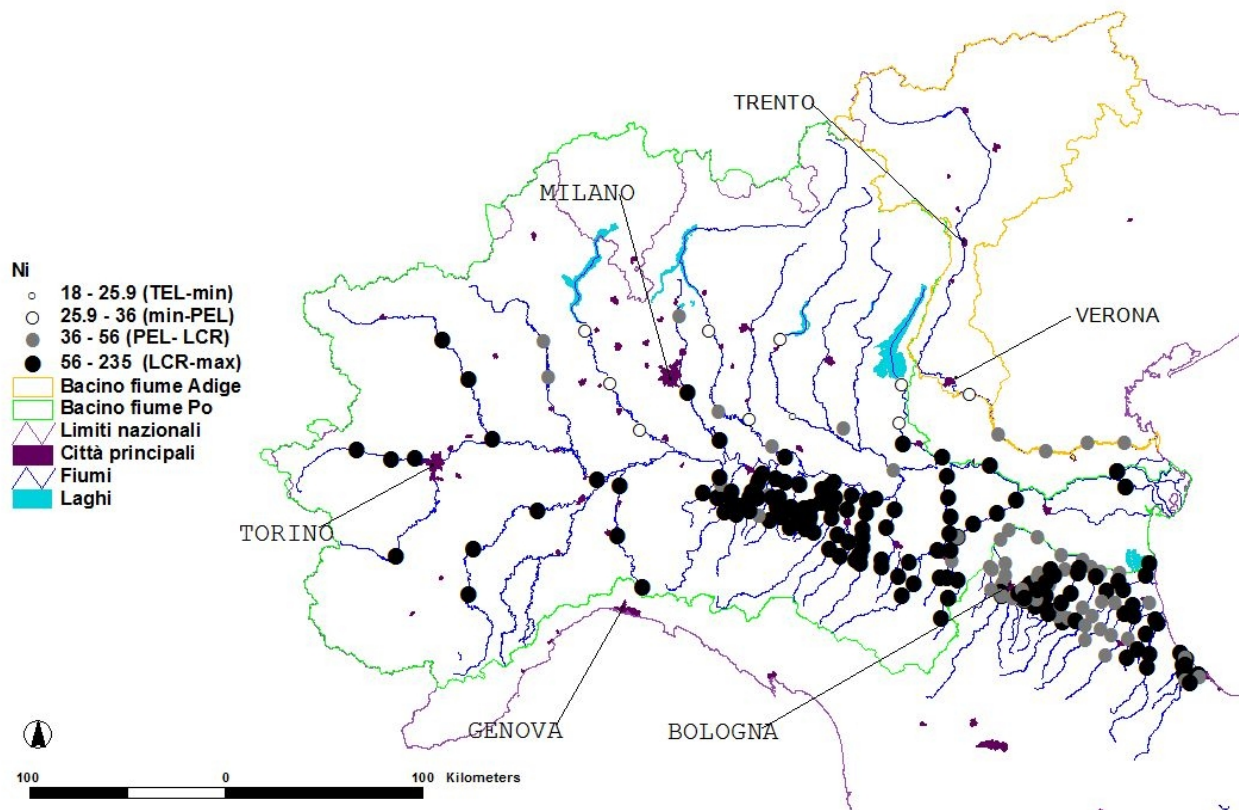 TRENTO
MILANO
VERONA
Ni
18 - 25.9 (TEL-min)
25.9 - 36 (min-PEL)
36 - 56 (PEL- LCR)
56 - 235 (LCR-max)
Bacino fiume Adige
Bacino fiume Po
Limiti nazionali
Città principali
Fiumi
Laghi
TORINO
GENOVA
BOLOGNA
100 0 100 Kilometers